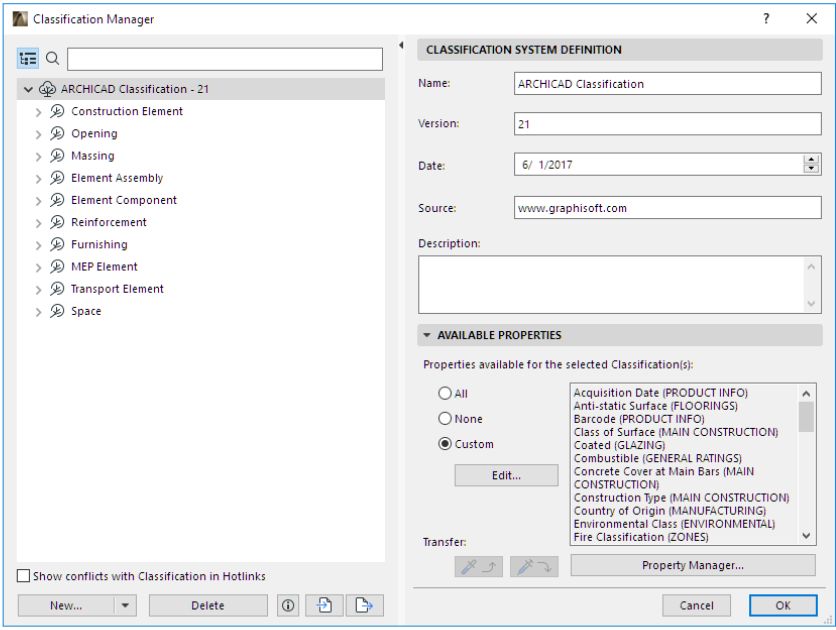 Classification Manager
?
ARCHICAD Classification - 21
Construction Element
Opening
Massing
Element Assembly
Element Component
Reinforcement
Furnishing
MEP Element
Transport Element
Space
Show conflicts with Classification in Hotlinks
New...
Delete
CLASSIFICATION SYSTEM DEFINITION
Name:
ARCHICAD Classification
Version:
21
Date:
6/ 1/2017
Source:
www.graphisoft.com
Description:
AVAILABLE PROPERTIES
Properties available for the selected Classification(s):
All
None
Custom
Edit...
Acquisition Date (PRODUCT INFO)
Anti-static Surface (FLOORINGS)
Barcode (PRODUCT INFO)
Class of Surface (MAIN CONSTRUCTION)
Coated (GLAZING)
Combustible (GENERAL RATINGS)
Concrete Cover at Main Bars (MAIN
CONSTRUCTION)
Construction Type (MAIN CONSTRUCTION)
Country of Origin (MANUFACTURING)
Environmental Class (ENVIRONMENTAL)
Fire Classification (ZONES)
Transfer:
Property Manager...
Cancel
OK